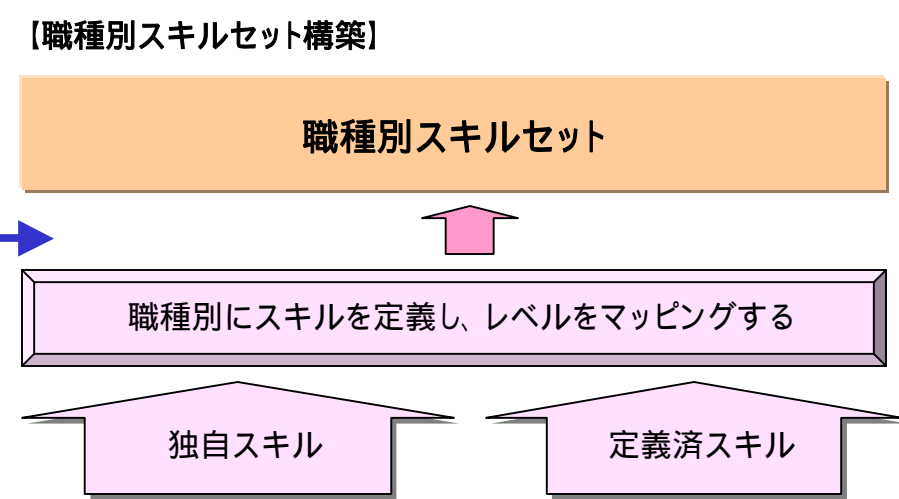 【職種別スキルセット構築】
職種別スキルセット
職種別にスキルを定義し、レベルをマッピングする
独自スキル
定義済スキル